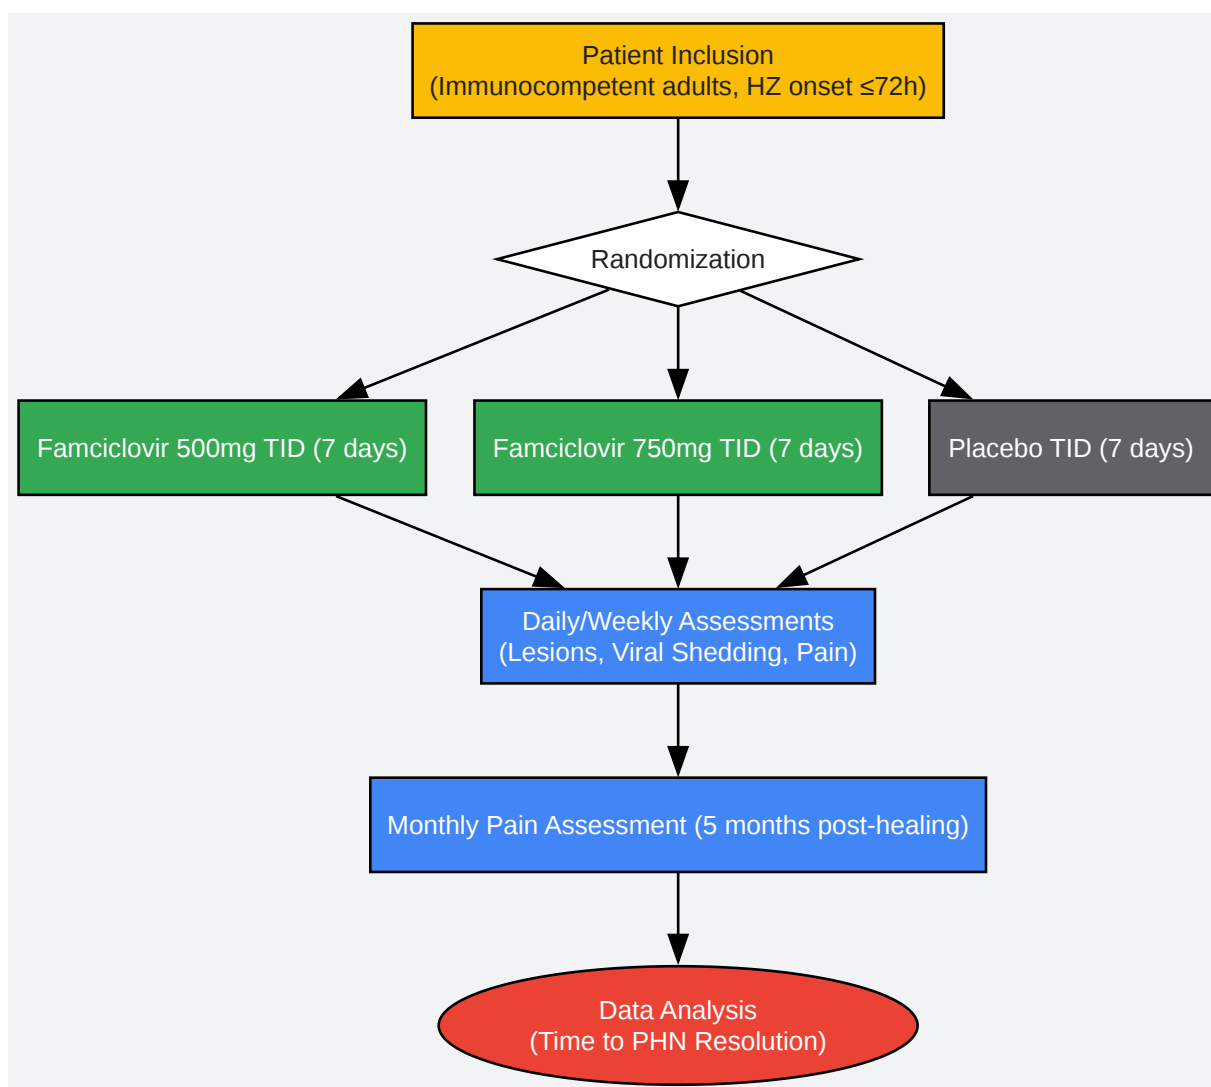 Patient Inclusion
(Immunocompetent adults, HZ onset ≤72h)
Randomization
Famciclovir 500mg TID (7 days)
Famciclovir 750mg TID (7 days)
Placebo TID (7 days)
Daily/Weekly Assessments
(Lesions, Viral Shedding, Pain)
Monthly Pain Assessment (5 months post-healing)
Data Analysis
(Time to PHN Resolution)